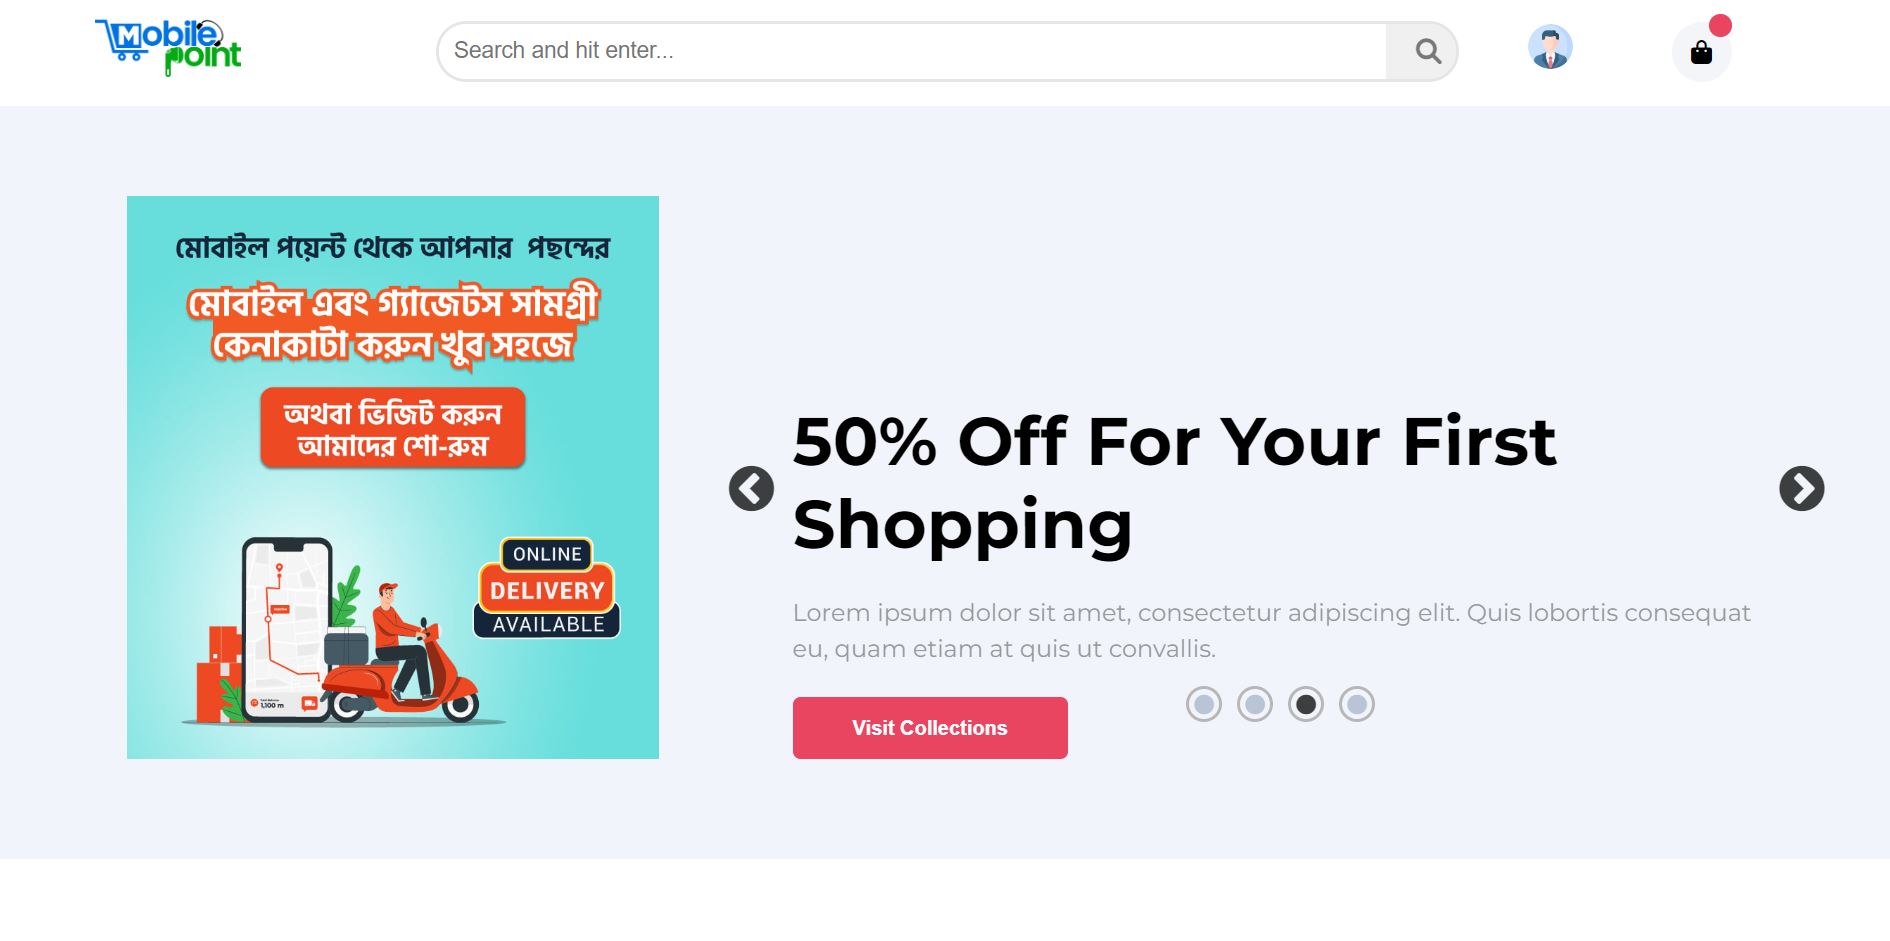 Mobile
Point
Search and hit enter...
মোবাইল পয়েন্ট থেকে আপনার পছন্দের
মোবাইল এবং গ্যাজেটস সামগ্রী
কেনাকাটা করুন খুব সহজে
অথবা ভিজিট করুন
আমাদের শো-রুম
ONLINE
DELIVERY
AVAILABLE
1,100 m
50% Off For Your First
Shopping
Lorem ipsum dolor sit amet, consectetur adipiscing elit. Quis lobortis consequat
eu, quam etiam at quis ut convallis.
Visit Collections